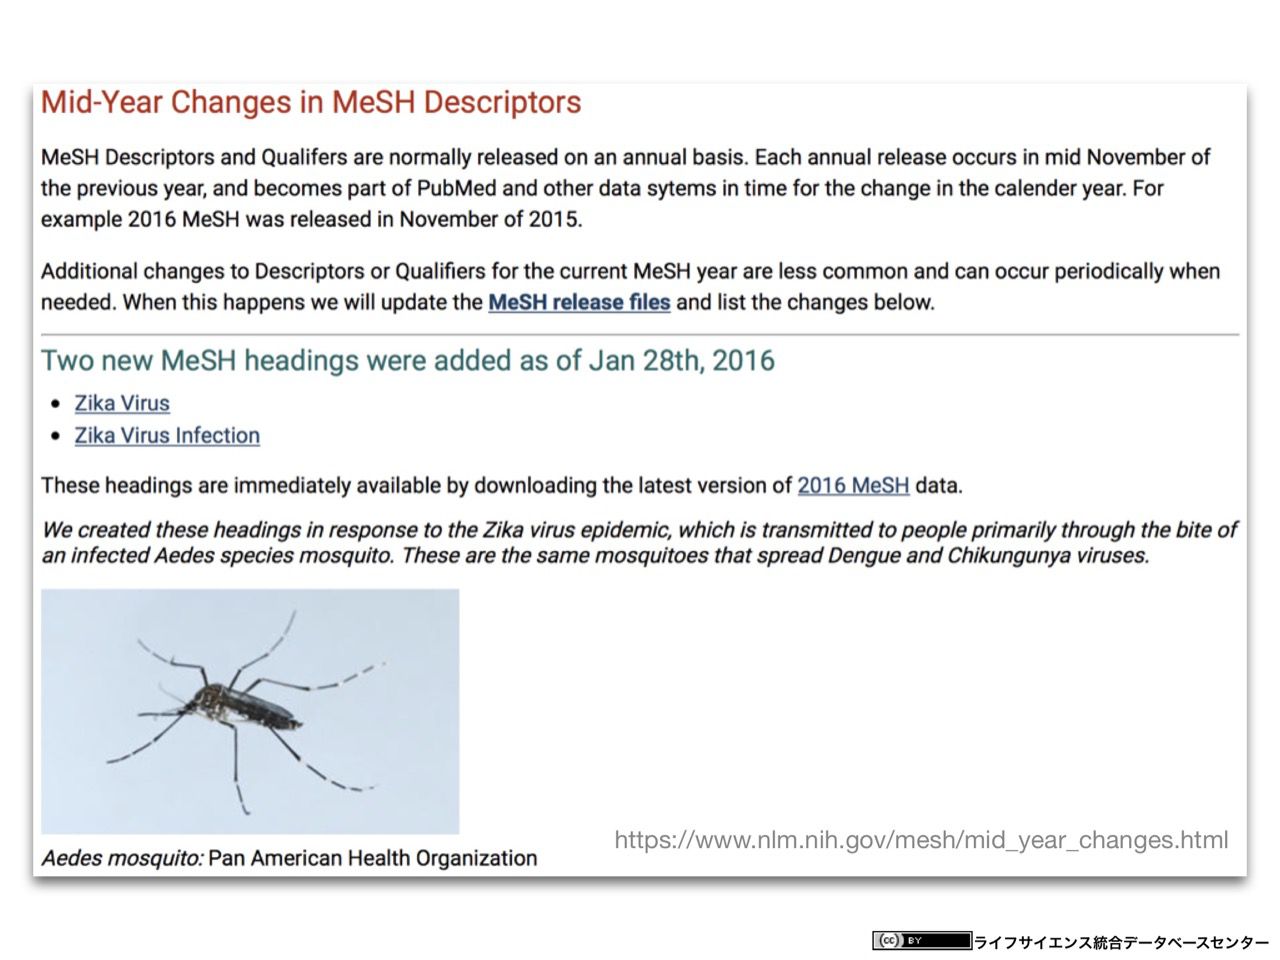 Mid-Year Changes in MeSH Descriptors
MeSH Descriptors and Qualifers are normally released on an annual basis. Each annual release occurs in mid November of
the previous year, and becomes part of PubMed and other data sytems in time for the change in the calender year. For
example 2016 MeSH was released in November of 2015.
Additional changes to Descriptors or Qualifiers for the current MeSH year are less common and can occur periodically when
needed. When this happens we will update the MeSH release files and list the changes below.
Two new MeSH headings were added as of Jan 28th, 2016
• Zika Virus
• Zika Virus Infection
These headings are immediately available by downloading the latest version of 2016 MeSH data.
We created these headings in response to the Zika virus epidemic, which is transmitted to people primarily through the bite of
an infected Aedes species mosquito. These are the same mosquitoes that spread Dengue and Chikungunya viruses.
https://www.nlm.nih.gov/mesh/mid_year_changes.html
Aedes mosquito: Pan American Health Organization
cc BY ライフサイエンス統合データベースセンター